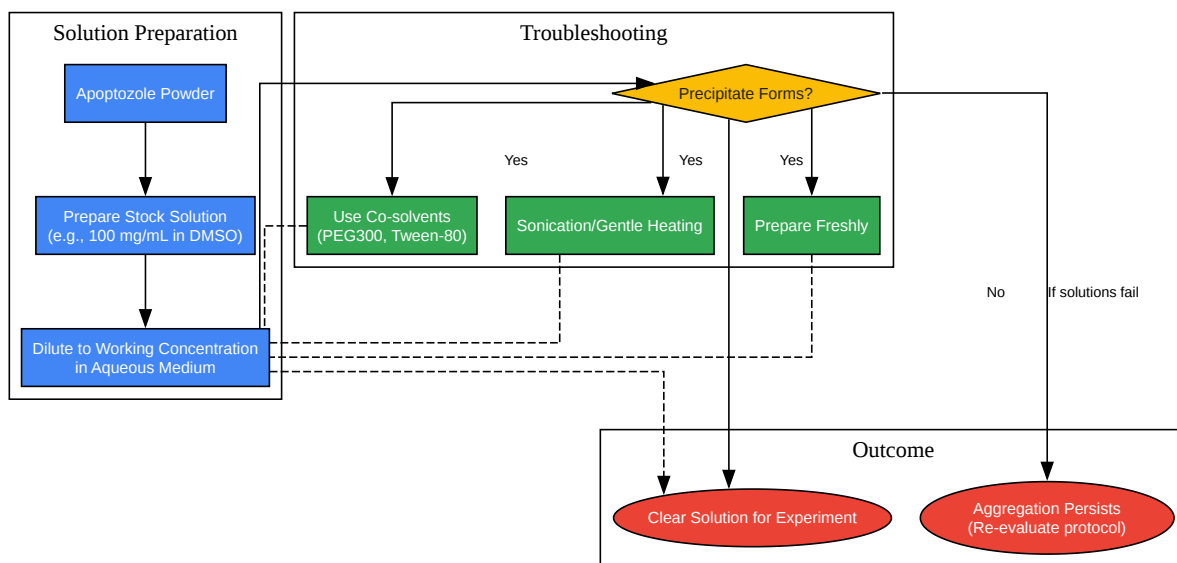 Solution Preparation
Troubleshooting
Apoptozole Powder
Precipitate Forms?
Yes
Yes
Yes
Prepare Stock Solution
(e.g., 100 mg/mL in DMSO)
Use Co-solvents
(PEG300, Tween-80)
Sonication/Gentle Heating
Prepare Freshly
No
If solutions fail
Dilute to Working Concentration
in Aqueous Medium
Outcome
Clear Solution for Experiment
Aggregation Persists
(Re-evaluate protocol)